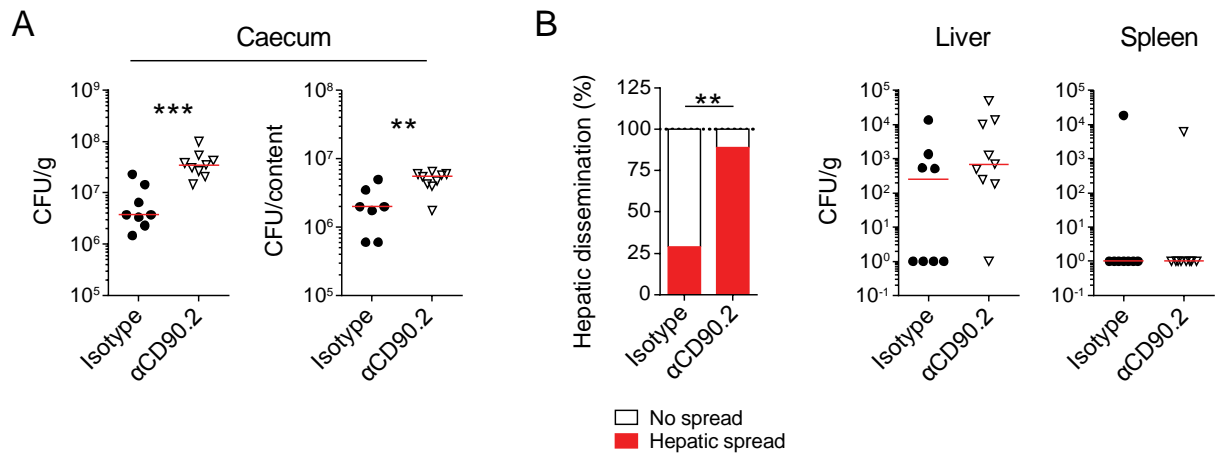 A
Caecum
CFU/g
10⁹
10⁸
10⁷
10⁶
10⁵
***
Isotype
αCD90.2
CFU/content
10⁸
10⁷
10⁶
10⁵
**
Isotype
αCD90.2
B
Hepatic dissemination (%)
125
100
75
50
25
0
**
Isotype
αCD90.2
No spread
Hepatic spread
Liver
CFU/g
10⁵
10⁴
10³
10²
10¹
10⁰
10⁻¹
Isotype
αCD90.2
Spleen
10⁵
10⁴
10³
10²
10¹
10⁰
10⁻¹
Isotype
αCD90.2